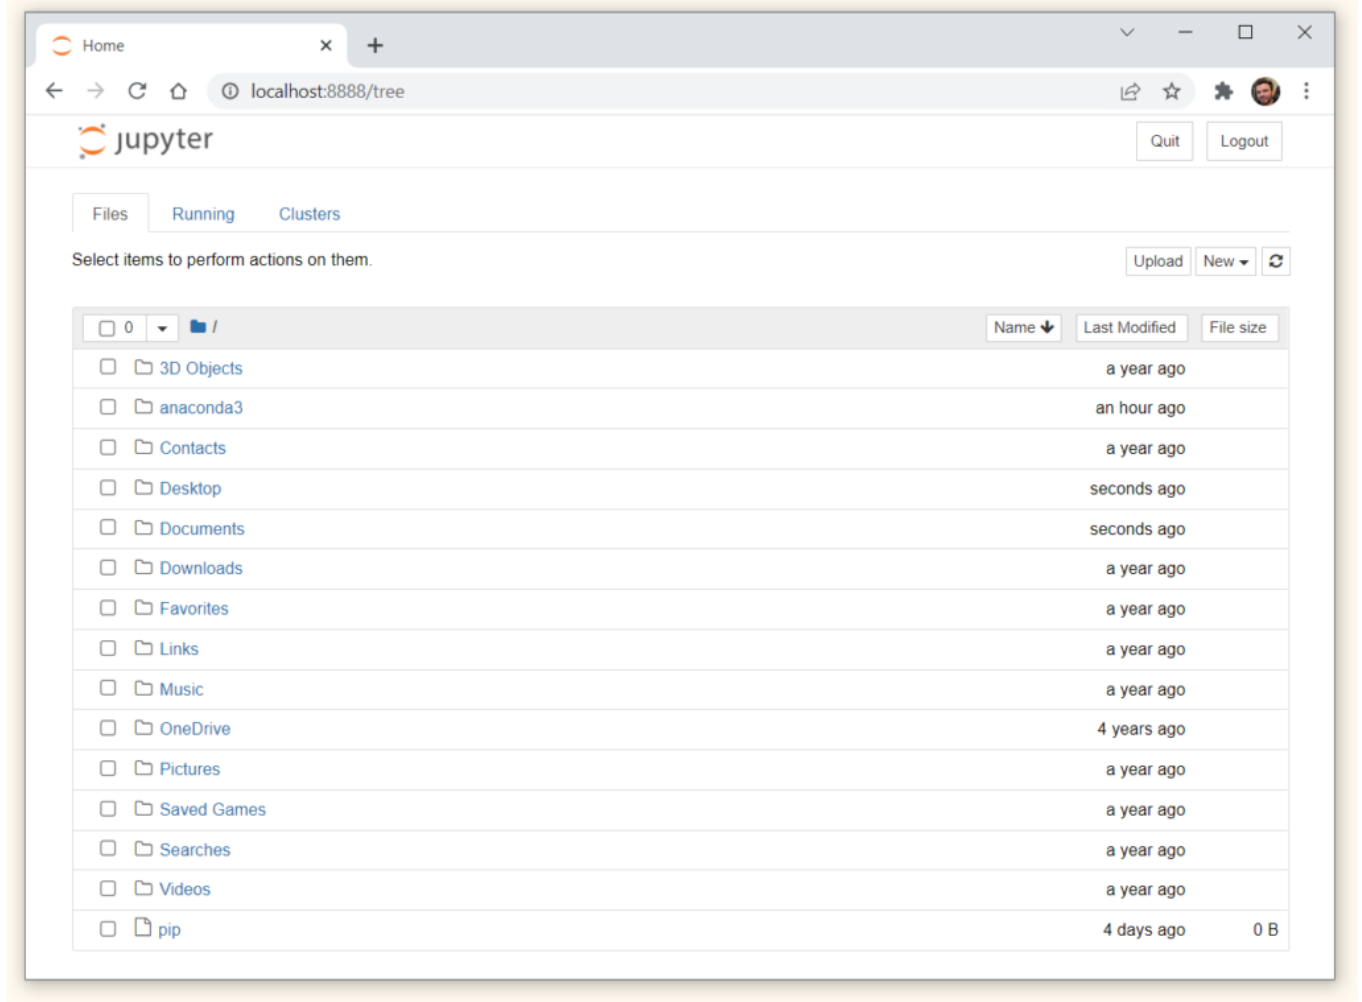 Home
localhost:8888/tree
jupyter
Quit Logout
Files Running Clusters
Select items to perform actions on them.
Upload New
0 / Name Last Modified File size
3D Objects a year ago
anaconda3 an hour ago
Contacts a year ago
Desktop seconds ago
Documents seconds ago
Downloads a year ago
Favorites a year ago
Links a year ago
Music a year ago
OneDrive 4 years ago
Pictures a year ago
Saved Games a year ago
Searches a year ago
Videos a year ago
pip 4 days ago 0 B